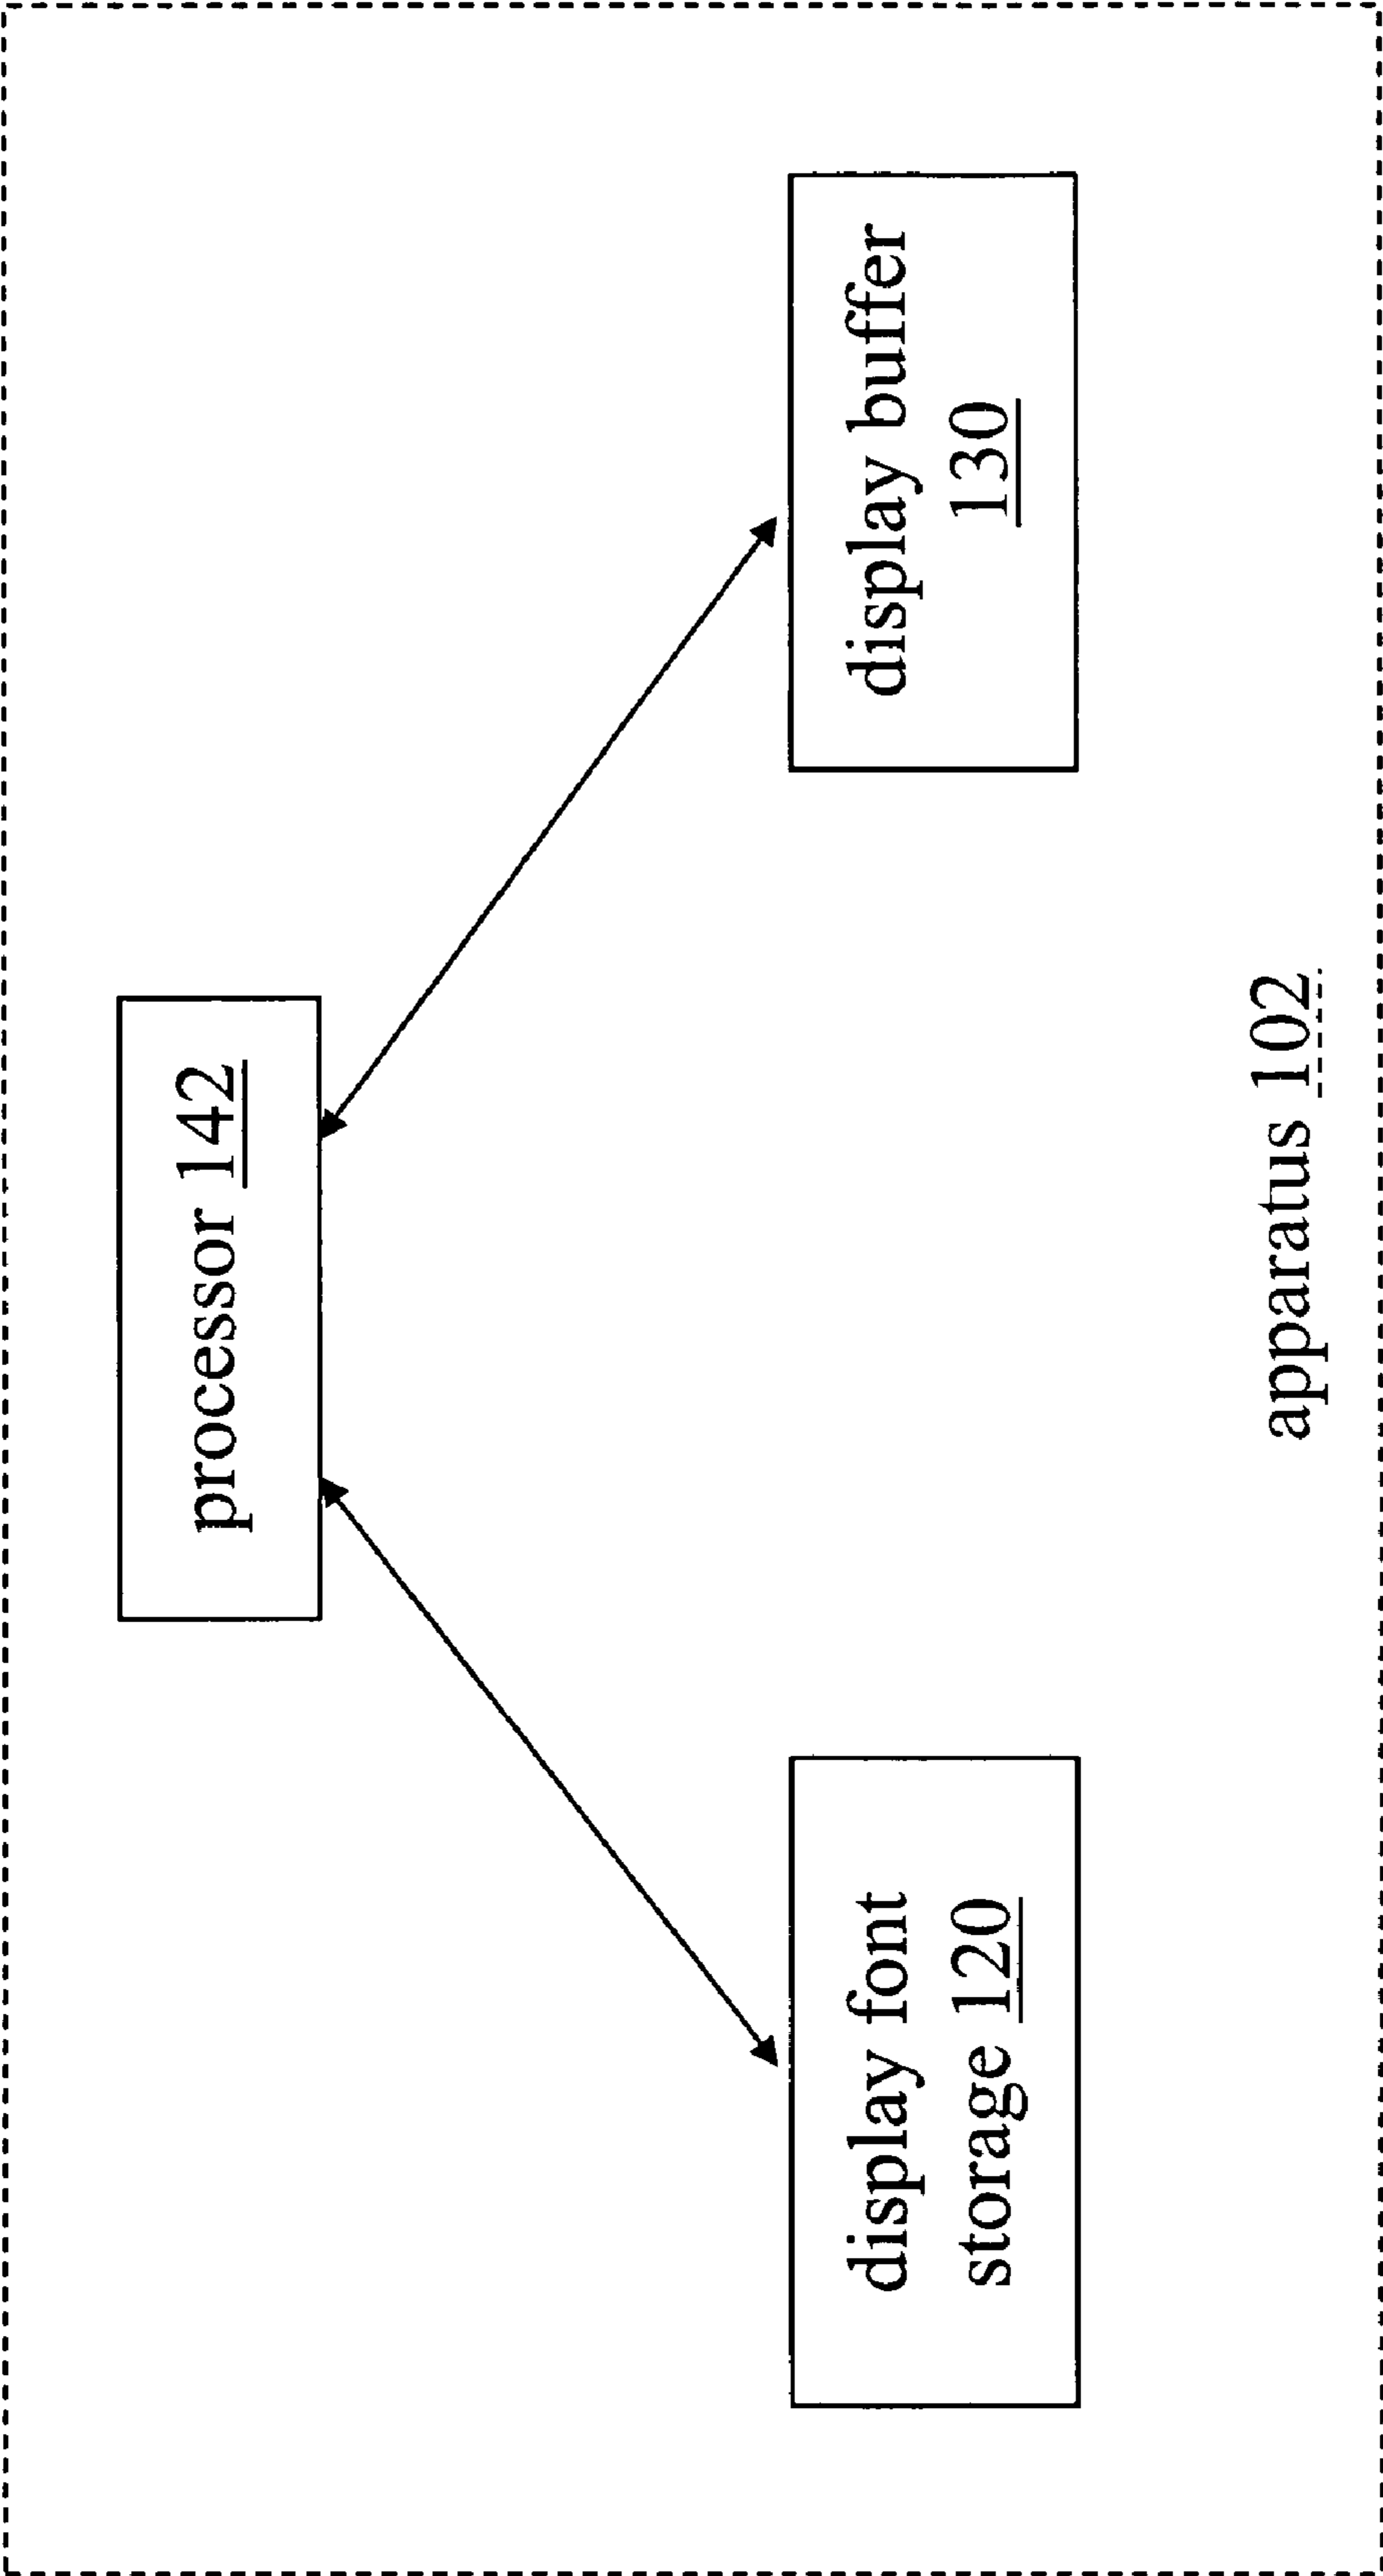 processor 142
display font
storage 120
display buffer
130
apparatus 102